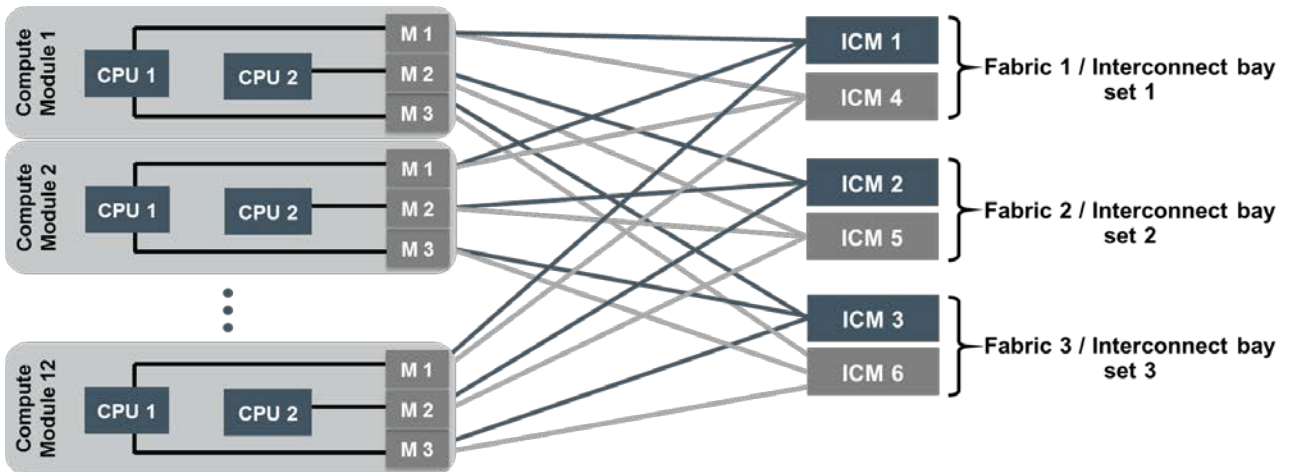 Compute
Module 1
CPU 1
CPU 2
M 1
M 2
M 3
Compute
Module 2
CPU 1
CPU 2
M 1
M 2
M 3
Compute
Module 12
CPU 1
CPU 2
M 1
M 2
M 3
ICM 1
ICM 4
Fabric 1 / Interconnect bay
set 1
ICM 2
ICM 5
Fabric 2 / Interconnect bay
set 2
ICM 3
ICM 6
Fabric 3 / Interconnect bay
set 3